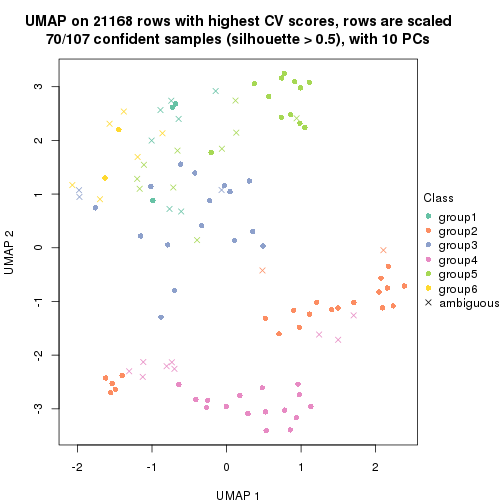 UMAP on 21168 rows with highest CV scores, rows are scaled
70/107 confident samples (silhouette > 0.5), with 10 PCs
3
2
1
0
-1
-2
-3
UMAP 2
-2
-1
0
1
2
UMAP 1
Class
group1
group2
group3
group4
group5
group6
ambiguous